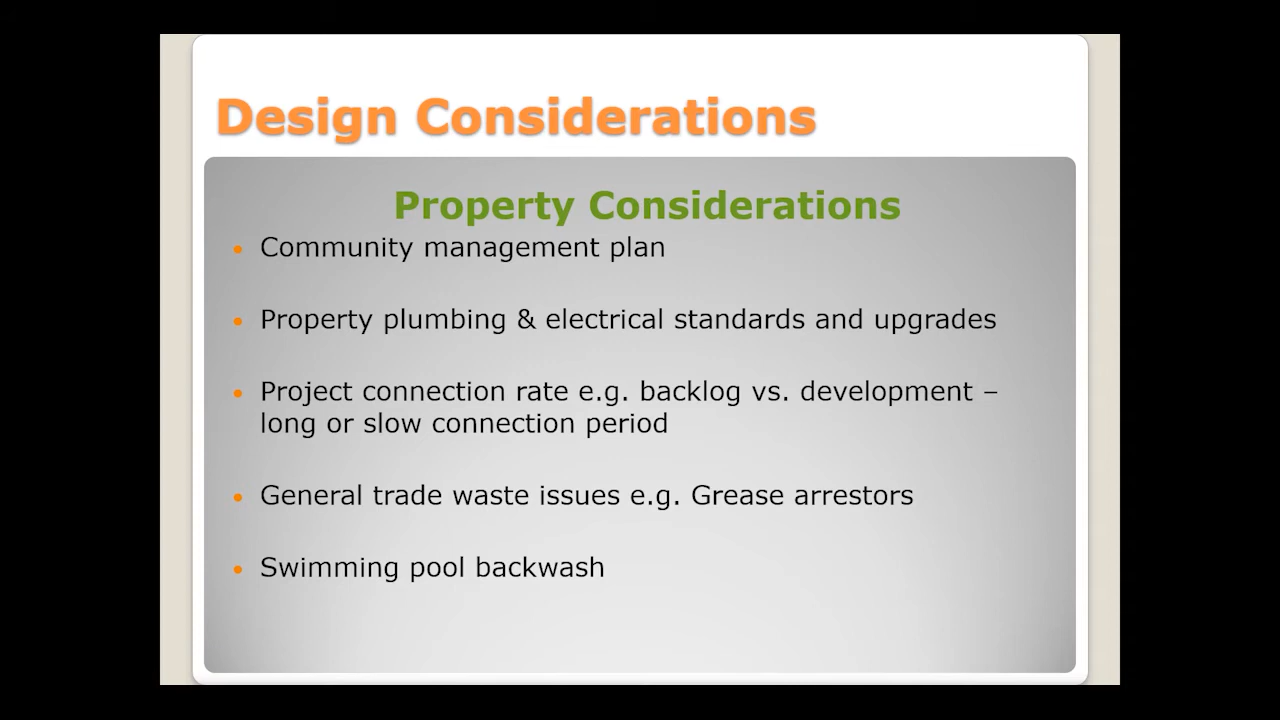 Design Considerations
Property Considerations
• Community management plan
• Property plumbing & electrical standards and upgrades
• Project connection rate e.g. backlog vs. development –
long or slow connection period
• General trade waste issues e.g. Grease arrestors
• Swimming pool backwash